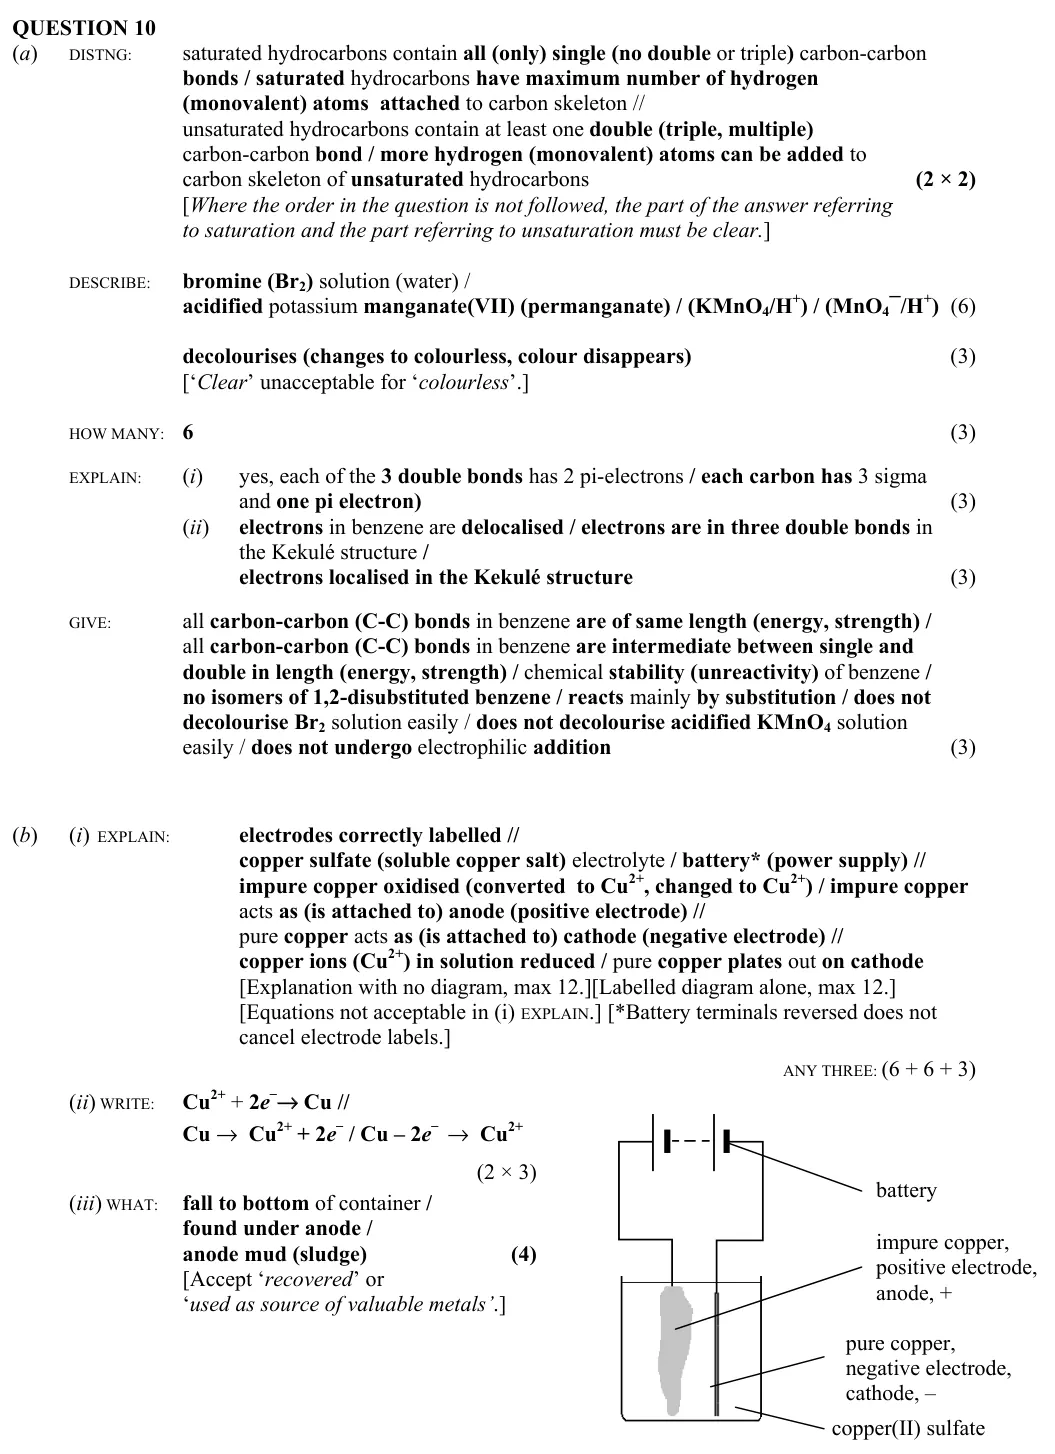 QUESTION 10
(a) DISTNG: saturated hydrocarbons contain all (only) single (no double or triple) carbon-carbon
bonds / saturated hydrocarbons have maximum number of hydrogen
(monovalent) atoms attached to carbon skeleton //
unsaturated hydrocarbons contain at least one double (triple, multiple)
carbon-carbon bond / more hydrogen (monovalent) atoms can be added to
carbon skeleton of unsaturated hydrocarbons (2 × 2)
[Where the order in the question is not followed, the part of the answer referring
to saturation and the part referring to unsaturation must be clear.]
DESCRIBE: bromine (Br₂) solution (water) /
acidified potassium manganate(VII) (permanganate) / (KMnO₄/H⁺) / (MnO₄⁻/H⁺) (6)
decolourises (changes to colourless, colour disappears) (3)
[‘Clear’ unacceptable for ‘colourless’.]
HOW MANY: 6 (3)
EXPLAIN: (i) yes, each of the 3 double bonds has 2 pi-electrons / each carbon has 3 sigma
and one pi electron) (3)
(ii) electrons in benzene are delocalised / electrons are in three double bonds in
the Kekulé structure /
electrons localised in the Kekulé structure (3)
GIVE: all carbon-carbon (C-C) bonds in benzene are of same length (energy, strength) /
all carbon-carbon (C-C) bonds in benzene are intermediate between single and
double in length (energy, strength) / chemical stability (unreactivity) of benzene /
no isomers of 1,2-disubstituted benzene / reacts mainly by substitution / does not
decolourise Br₂ solution easily / does not decolourise acidified KMnO₄ solution
easily / does not undergo electrophilic addition (3)
(b) (i) EXPLAIN: electrodes correctly labelled //
copper sulfate (soluble copper salt) electrolyte / battery* (power supply) //
impure copper oxidised (converted to Cu²⁺, changed to Cu²⁺) / impure copper
acts as (is attached to) anode (positive electrode) //
pure copper acts as (is attached to) cathode (negative electrode) //
copper ions (Cu²⁺) in solution reduced / pure copper plates out on cathode
[Explanation with no diagram, max 12.][Labelled diagram alone, max 12.]
[Equations not acceptable in (i) EXPLAIN.] [*Battery terminals reversed does not
cancel electrode labels.]
ANY THREE: (6 + 6 + 3)
(ii) WRITE: Cu²⁺ + 2e⁻ → Cu //
Cu → Cu²⁺ + 2e⁻ / Cu – 2e⁻ → Cu²⁺
(2 × 3)
(iii) WHAT: fall to bottom of container /
found under anode /
anode mud (sludge) (4)
[Accept ‘recovered’ or
‘used as source of valuable metals’.]
battery
impure copper,
positive electrode,
anode, +
pure copper,
negative electrode,
cathode, –
copper(II) sulfate